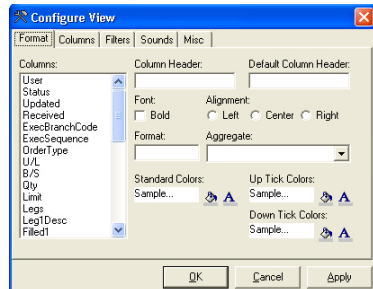 Configure View
Format Columns Filters Sounds Misc
Columns:
User
Status
Updated
Received
ExecBranchCode
ExecSequence
OrderType
U/L
B/S
Qty
Limit
Legs
Leg1Desc
Filled1
Column Header:
Default Column Header:
Font:
Alignment:
Bold
Left Center Right
Format:
Aggregate:
Standard Colors:
Up Tick Colors:
Sample... A
Sample... A
Down Tick Colors:
Sample... A
OK Cancel Apply